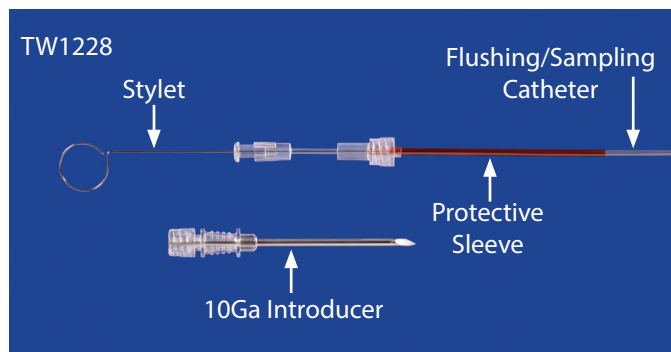 TW1228
Stylet
Flushing/Sampling
Catheter
Protective
Sleeve
10Ga Introducer